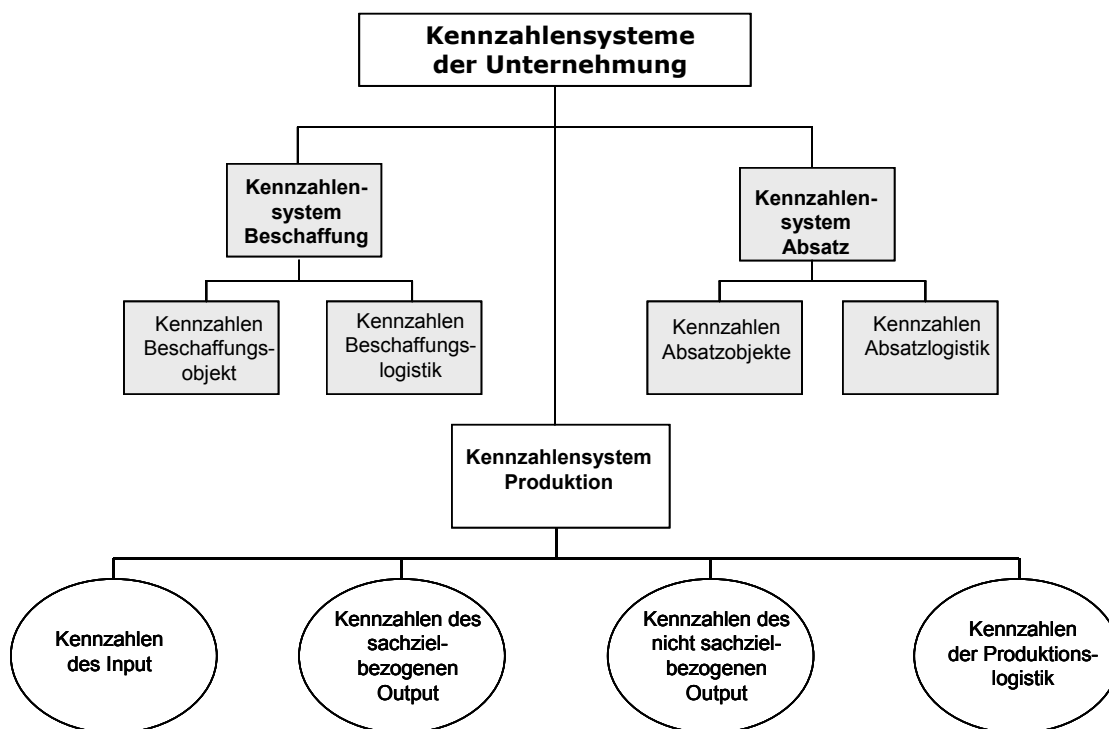 Kennzahlensysteme
der Unternehmung
Kennzahlen-
system
Beschaffung
Kennzahlen-
system
Absatz
Kennzahlen
Beschaffungs-
objekt
Kennzahlen
Beschaffungs-
logistik
Kennzahlen
Absatzobjekte
Kennzahlen
Absatzlogistik
Kennzahlensystem
Produktion
Kennzahlen
des Input
Kennzahlen des
sachziel-
bezogenen
Output
Kennzahlen des
nicht sachziel-
bezogenen
Output
Kennzahlen
der Produktions-
logistik